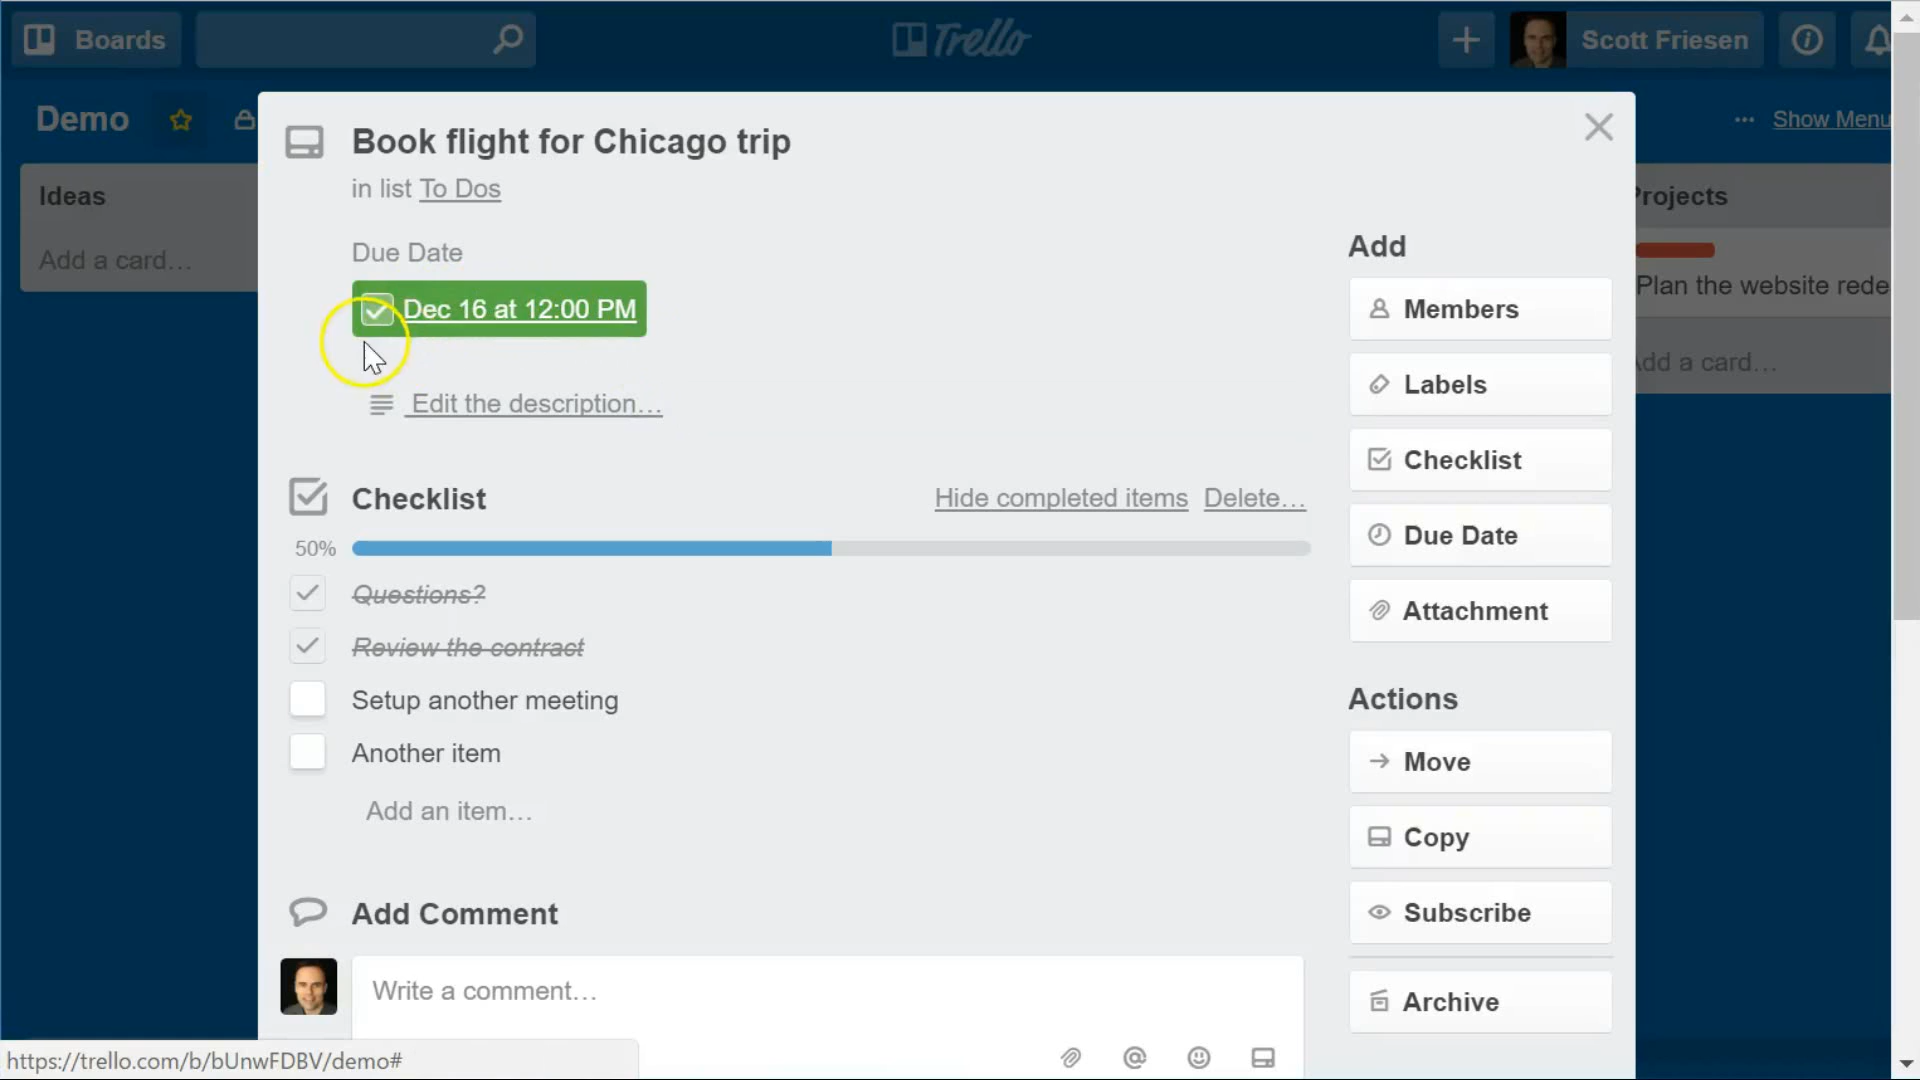 Boards
Trello
Scott Friesen
Demo
Show Menu
Ideas
Add a card…
Book flight for Chicago trip
in list To Dos
Due Date
Dec 16 at 12:00 PM
Edit the description…
Checklist
Hide completed items Delete…
50%
Questions?
Review the contract
Setup another meeting
Another item
Add an item…
Add Comment
Write a comment…
Add
Members
Labels
Checklist
Due Date
Attachment
Actions
Move
Copy
Subscribe
Archive
Projects
Plan the website rede
Add a card…
https://trello.com/b/bUnwFDBV/demo#